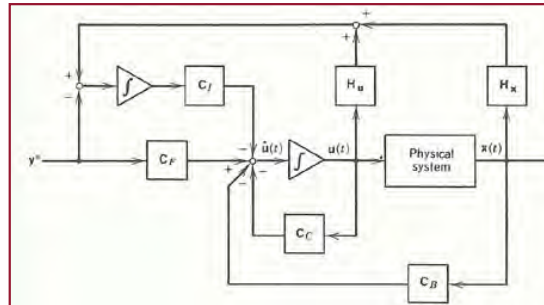 +
+
+
−
∫
C_I
H_u
H_x
y*
C_F
−
+
−
−
u̇(t)
∫
u(t)
Physical
system
x(t)
C_C
C_B